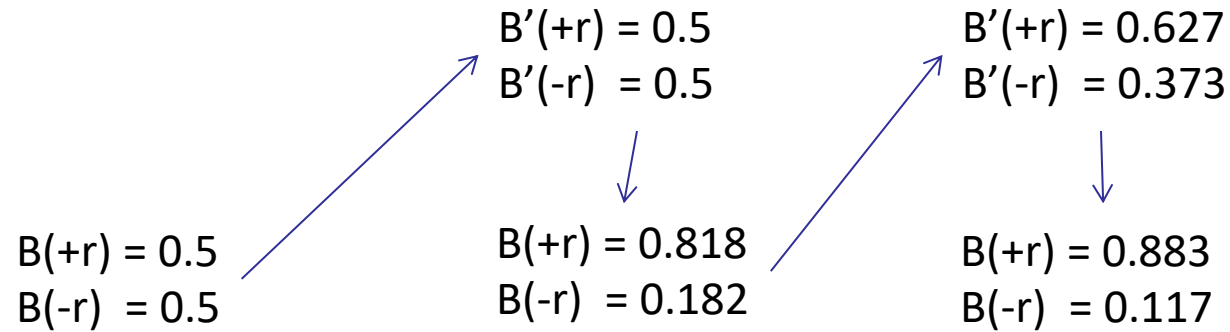 B(+r) = 0.5
B(-r) = 0.5
B’(+r) = 0.5
B’(-r) = 0.5
B(+r) = 0.818
B(-r) = 0.182
B’(+r) = 0.627
B’(-r) = 0.373
B(+r) = 0.883
B(-r) = 0.117